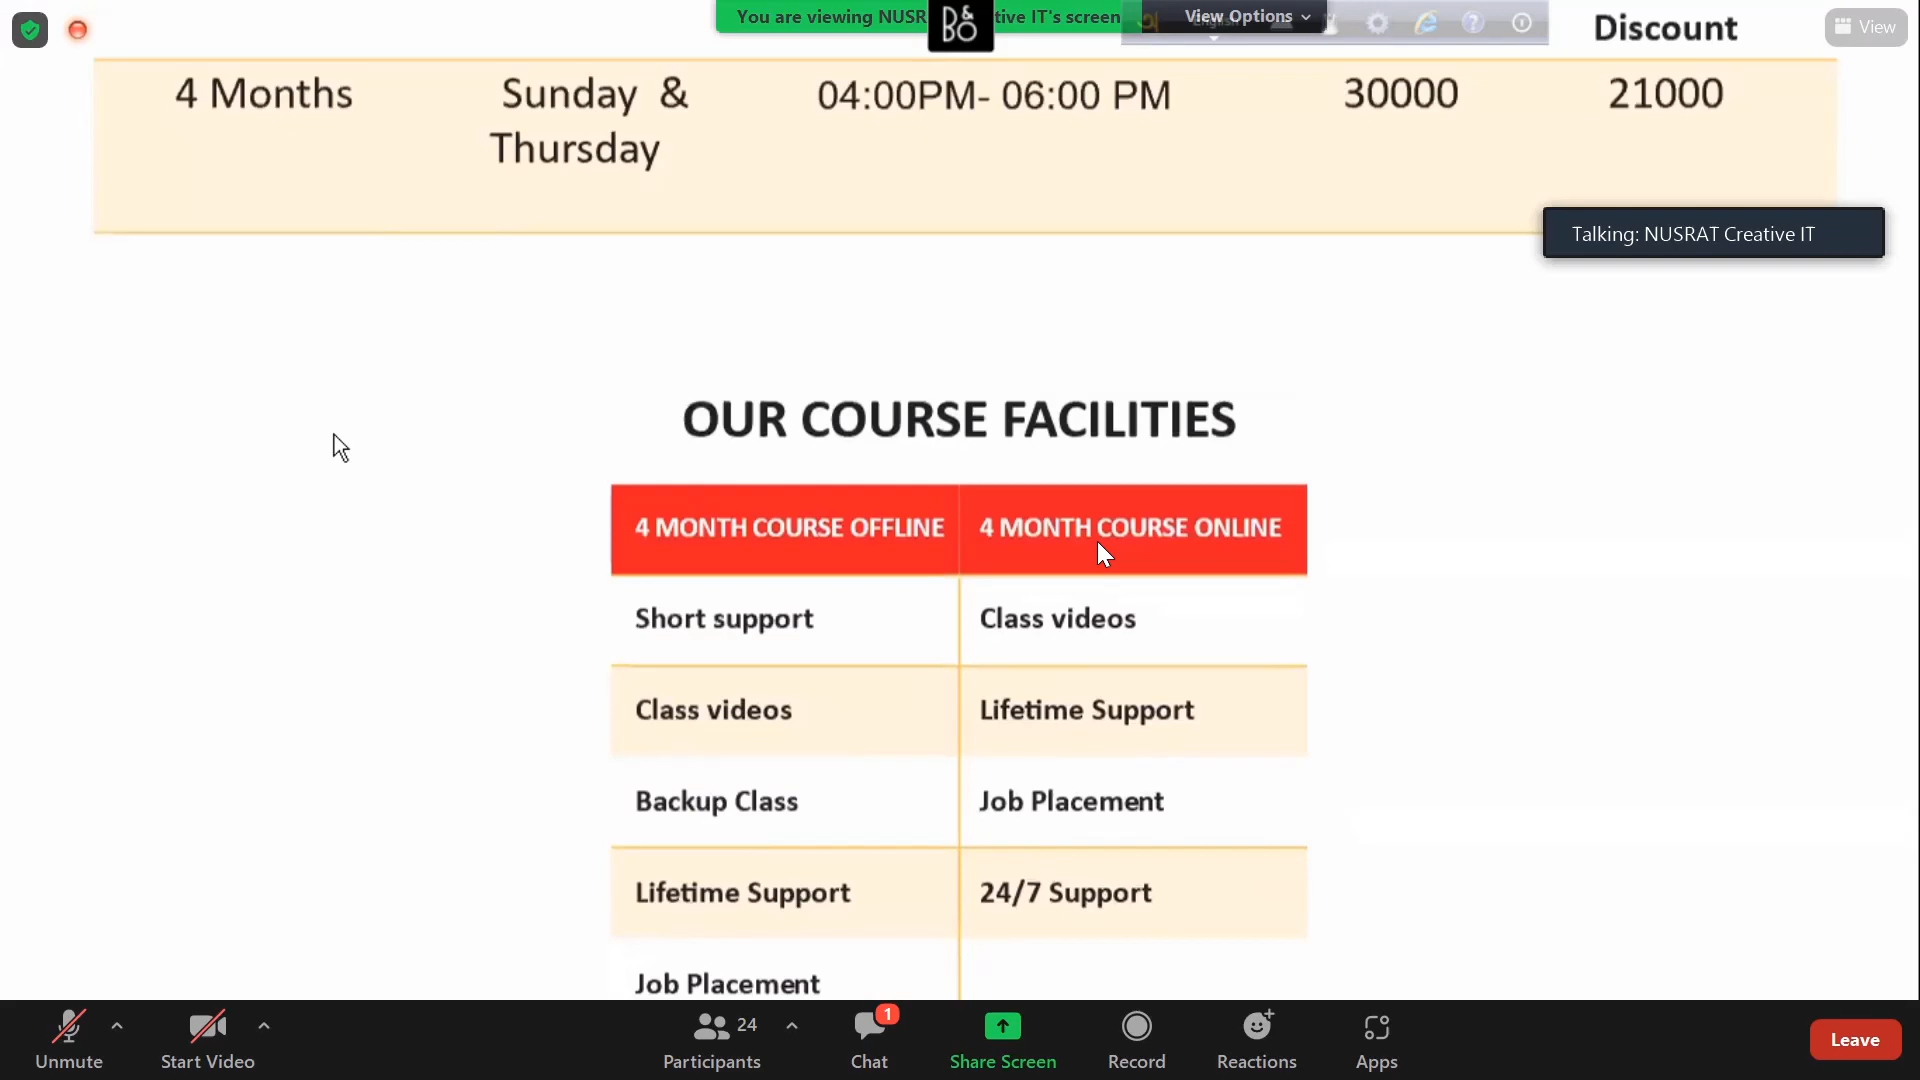 You are viewing NUSR
tive IT's screen
View Options
View
B&O
Discount
4 Months
Sunday &
Thursday
04:00PM- 06:00 PM
30000
21000
Talking: NUSRAT Creative IT
OUR COURSE FACILITIES
4 MONTH COURSE OFFLINE
4 MONTH COURSE ONLINE
Short support
Class videos
Class videos
Lifetime Support
Backup Class
Job Placement
Lifetime Support
24/7 Support
Job Placement
24
1
Unmute
Start Video
Participants
Chat
Share Screen
Record
Reactions
Apps
Leave